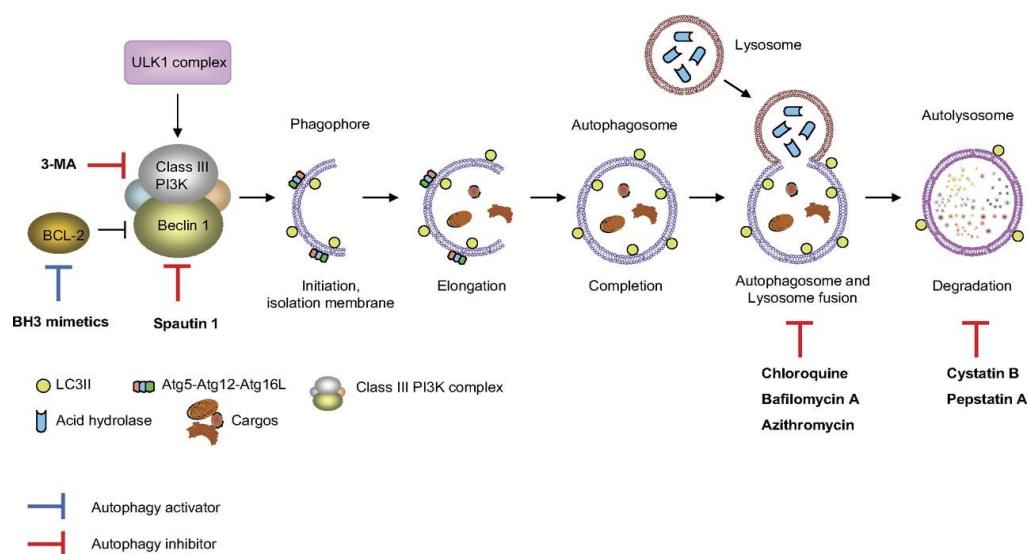 ULK1 complex
Lysosome
Phagophore
Autophagosome
Autolysosome
3-MA
Class III
PI3K
BCL-2
Beclin 1
Initiation,
isolation membrane
Elongation
Completion
Autophagosome and
Lysosome fusion
Degradation
BH3 mimetics
Spautin 1
Chloroquine
Bafilomycin A
Azithromycin
Cystatin B
Pepstatin A
LC3II
Atg5-Atg12-Atg16L
Class III PI3K complex
Acid hydrolase
Cargos
Autophagy activator
Autophagy inhibitor